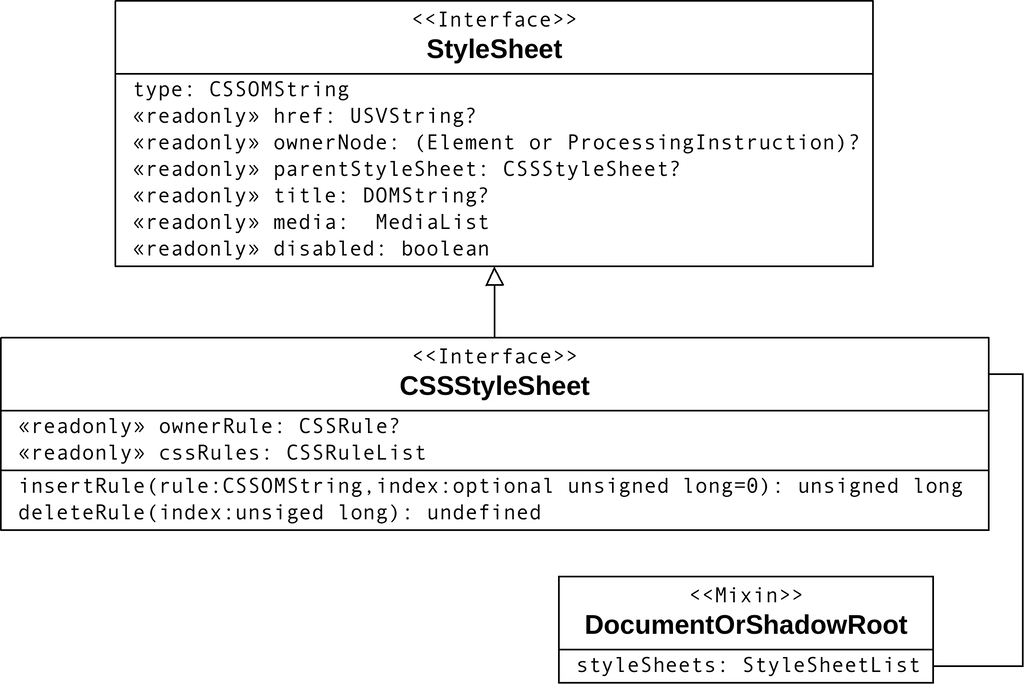 <<Interface>>
StyleSheet
type: CSSOMString
«readonly» href: USVString?
«readonly» ownerNode: (Element or ProcessingInstruction)?
«readonly» parentStyleSheet: CSSStyleSheet?
«readonly» title: DOMString?
«readonly» media:  MediaList
«readonly» disabled: boolean
<<Interface>>
CSSStyleSheet
«readonly» ownerRule: CSSRule?
«readonly» cssRules: CSSRuleList
insertRule(rule:CSSOMString,index:optional unsigned long=0): unsigned long
deleteRule(index:unsiged long): undefined
<<Mixin>>
DocumentOrShadowRoot
styleSheets: StyleSheetList